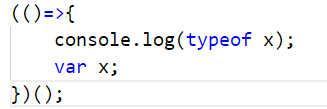 (()=>{
    console.log(typeof x);
    var x;
})();